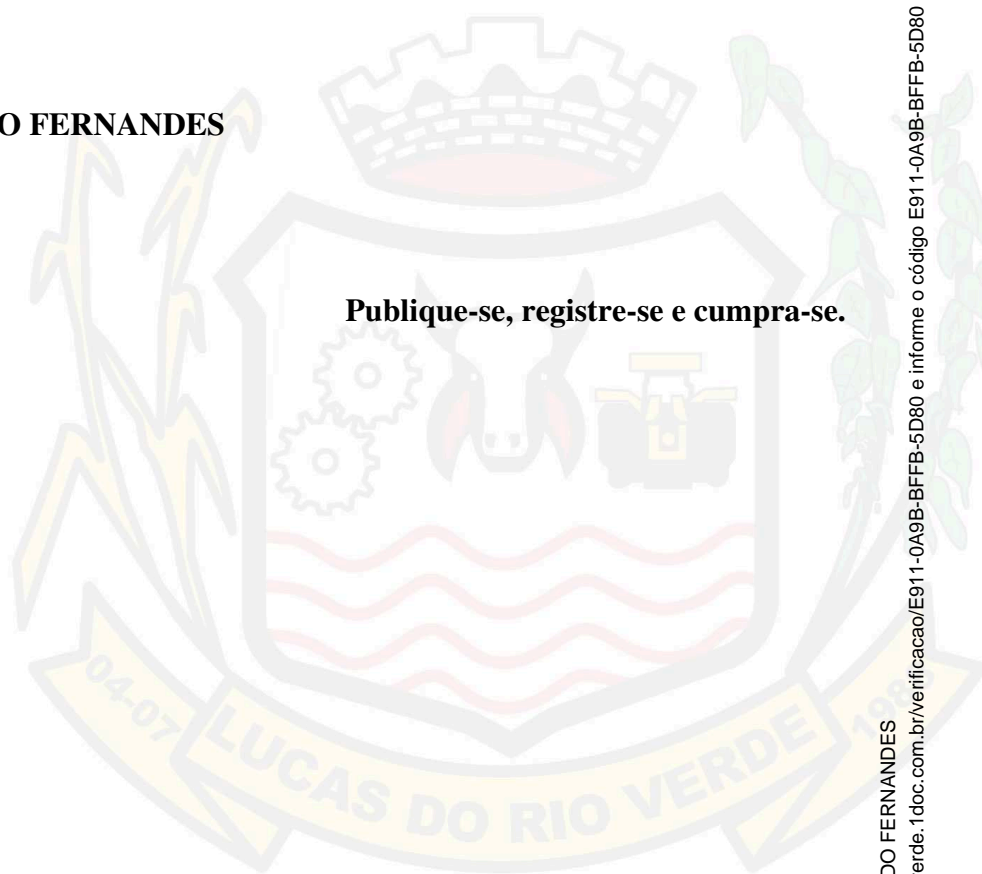 O FERNANDES
Publique-se, registre-se e cumpra-se.
04-07
LUCAS DO RIO VERDE
1988
DO FERNANDES
erde.1doc.com.br/verificacao/E911-0A9B-BFFB-5D80 e informe o código E911-0A9B-BFFB-5D80